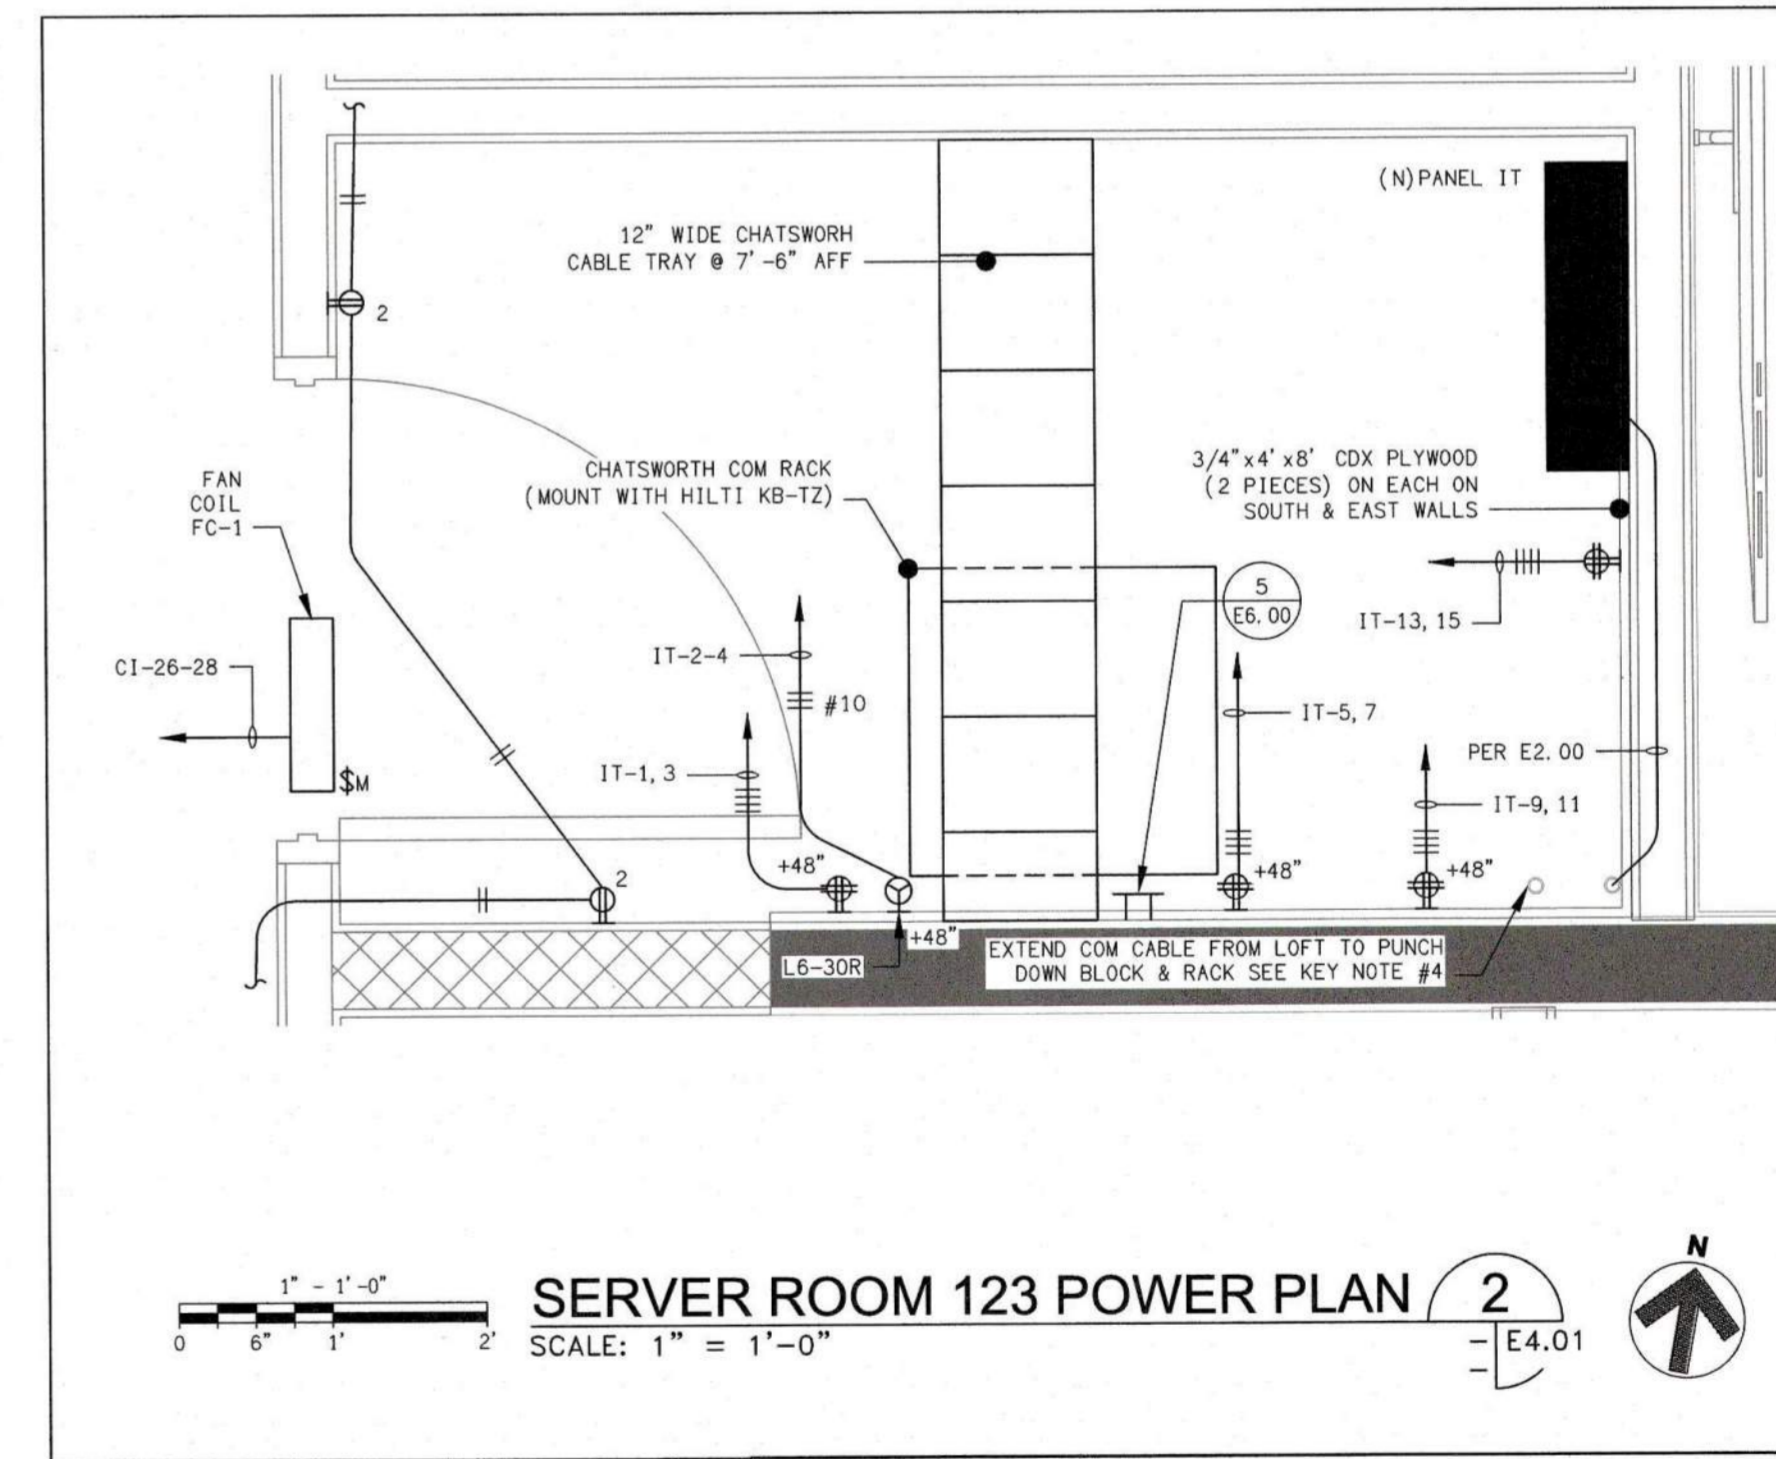 (N)PANEL IT
12" WIDE CHATSWORH
CABLE TRAY @ 7'-6" AFF
2
CHATSWORTH COM RACK
(MOUNT WITH HILTI KB-TZ)
3/4"x4'x8' CDX PLYWOOD
(2 PIECES) ON EACH ON
SOUTH & EAST WALLS
FAN
COIL
FC-1
5
E6.00
IT-13,15
CI-26-28
IT-2-4
#10
IT-5,7
$M
IT-1,3
PER E2.00
IT-9,11
+48"
+48"
+48"
2
+48"
L6-30R
EXTEND COM CABLE FROM LOFT TO PUNCH
DOWN BLOCK & RACK SEE KEY NOTE #4
1" - 1'-0"
0 6" 1' 2'
SERVER ROOM 123 POWER PLAN
SCALE: 1" = 1'-0"
2
- E4.01
-
N